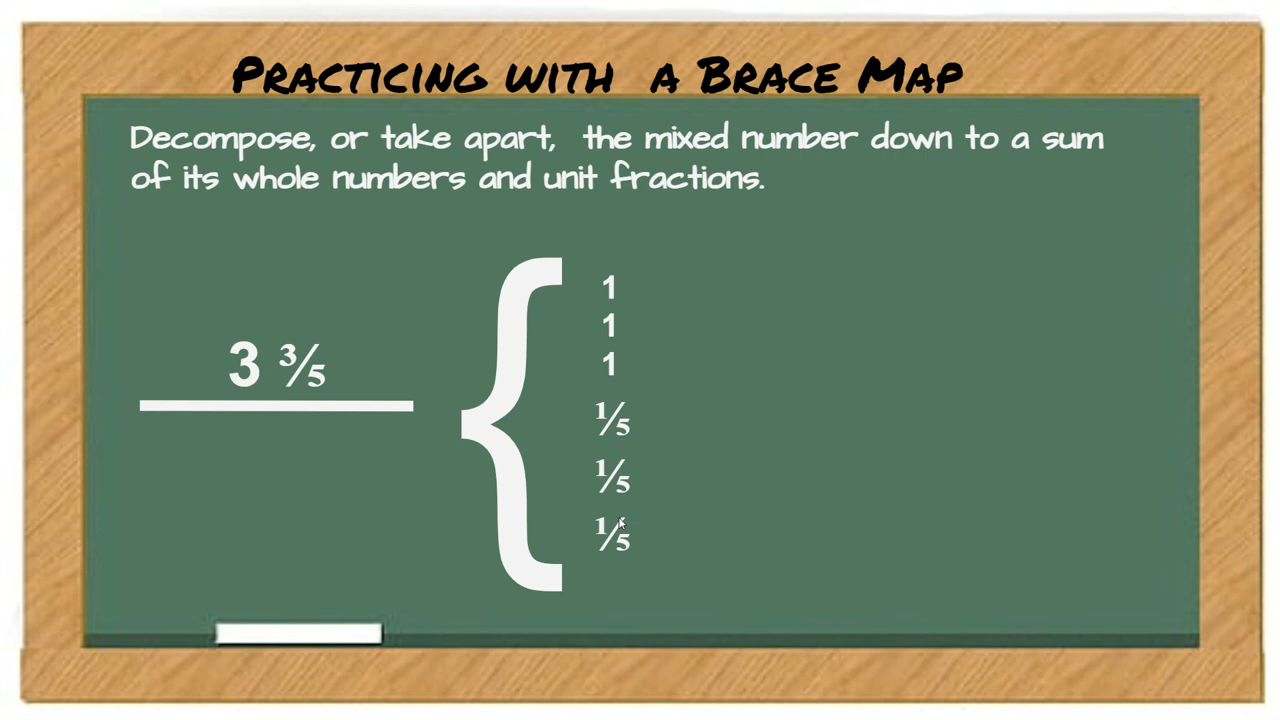 Practicing with a Brace Map
Decompose, or take apart, the mixed number down to a sum
of its whole numbers and unit fractions.
3 ⅗
{
1
1
1
⅕
⅕
⅕